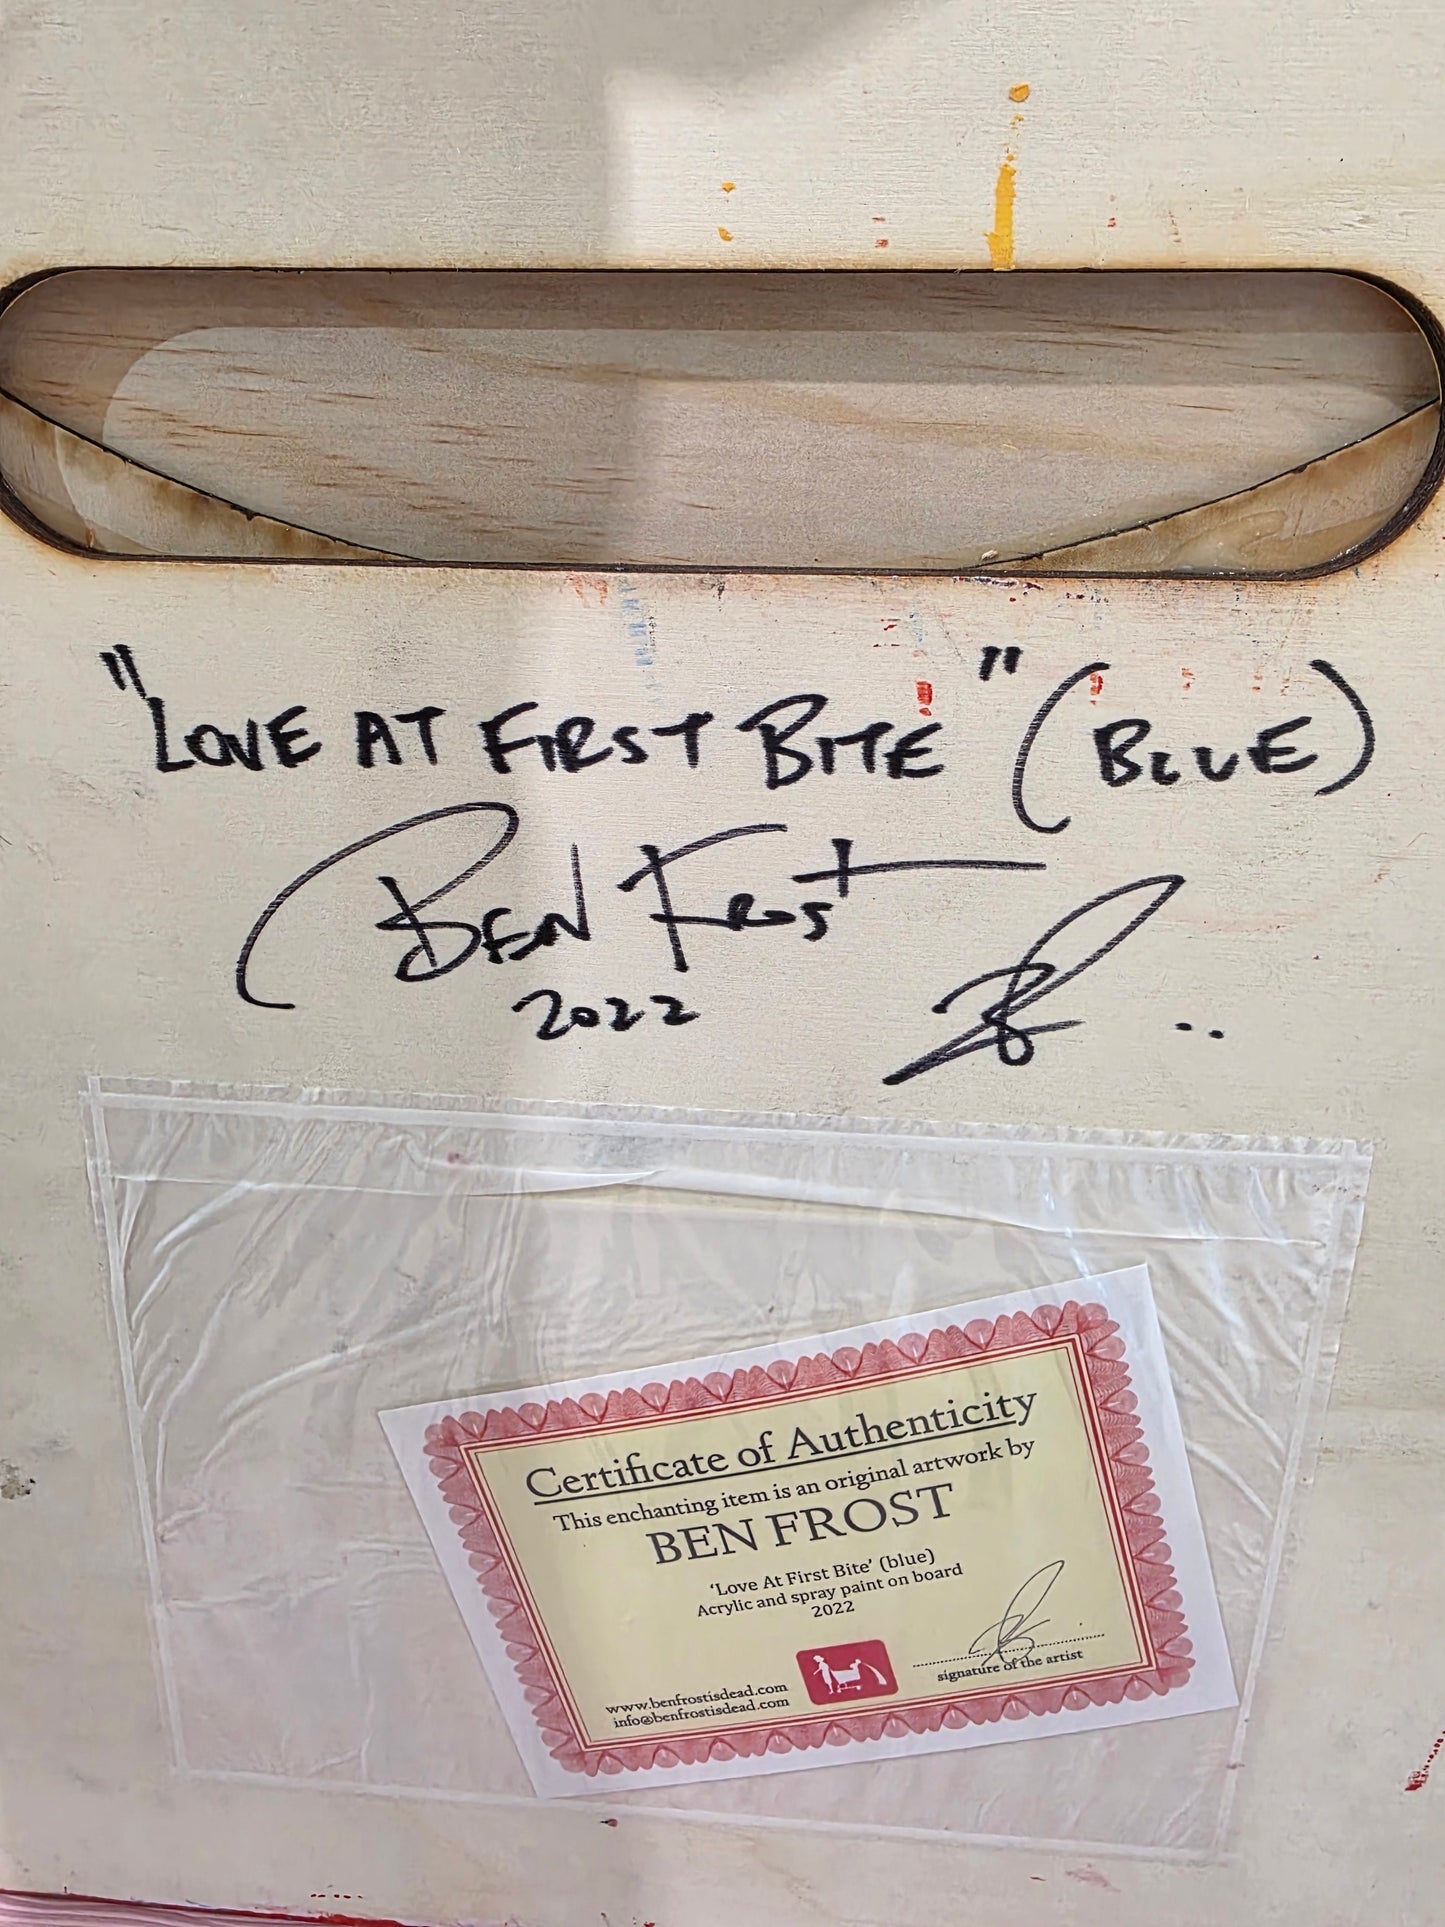 "LOVE AT FIRST BITE" (BLUE)
BEN FROST
2022
Certificate of Authenticity
This enchanting item is an original artwork by
BEN FROST
'Love At First Bite' (blue)
Acrylic and spray paint on board
2022
signature of the artist
www.benfrostisdead.com
info@benfrostisdead.com